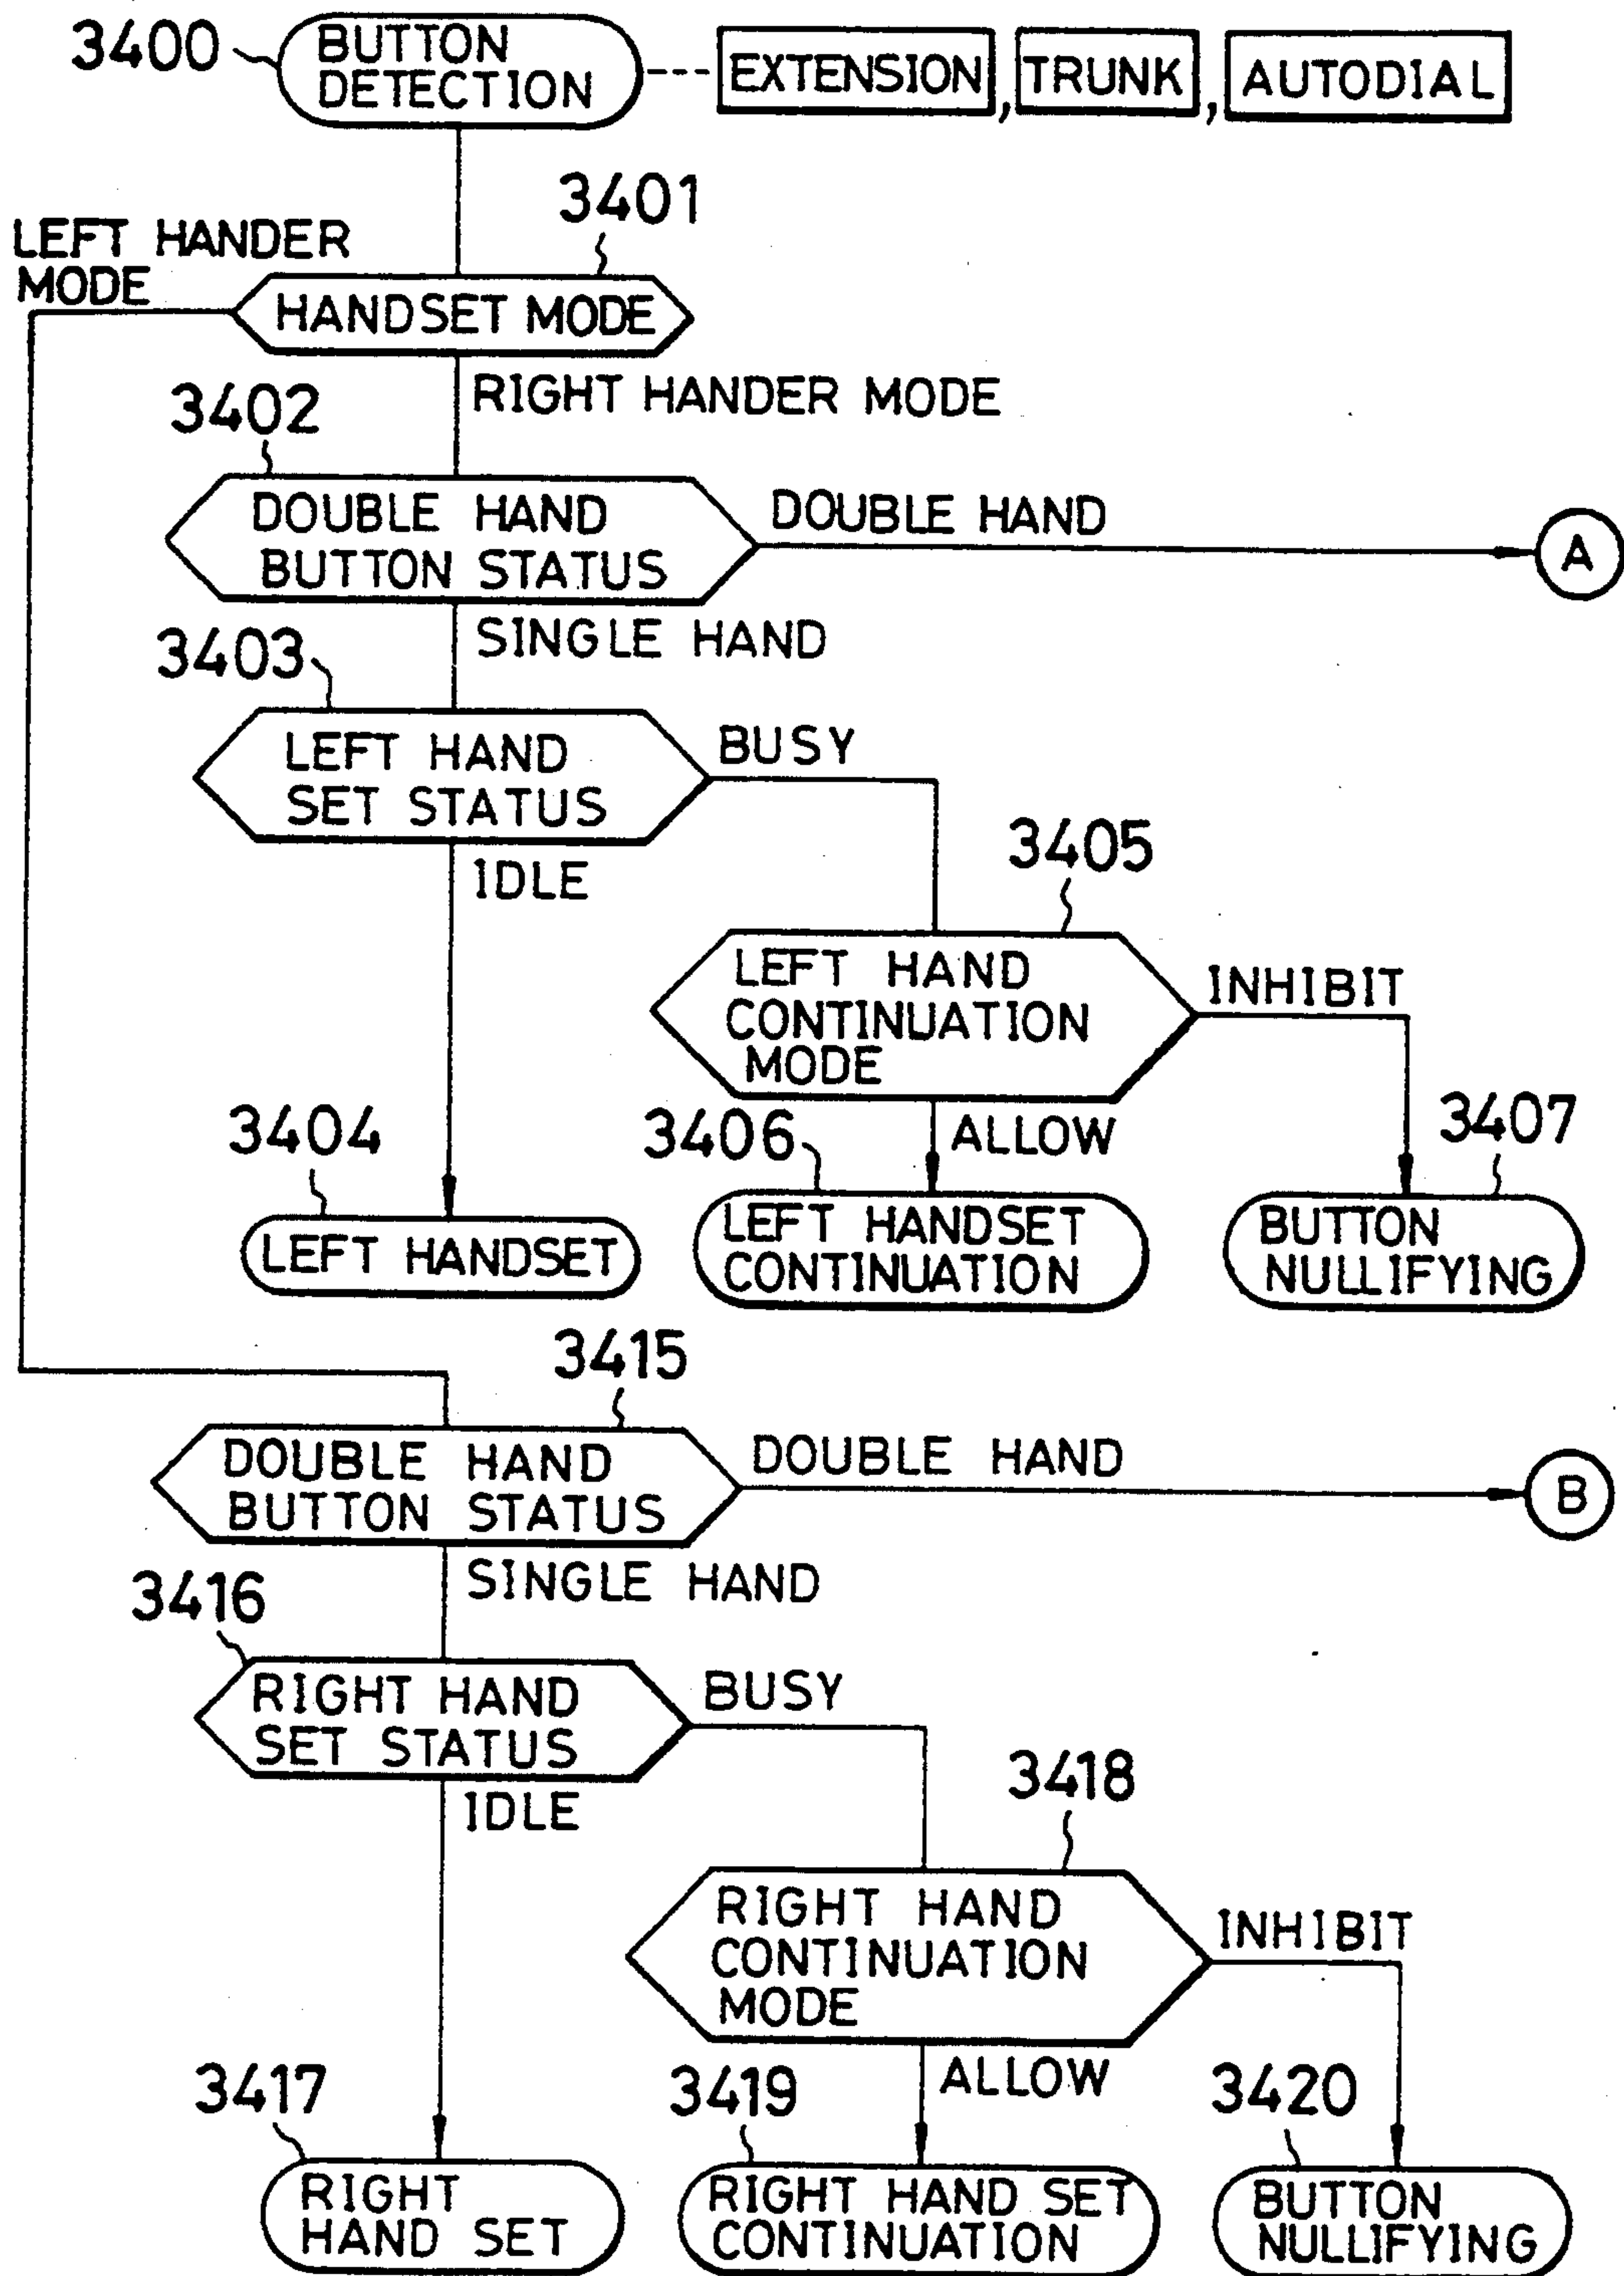 3400
BUTTON
DETECTION
EXTENSION, TRUNK, AUTODIAL
3401
LEFT HANDER
MODE
HANDSET MODE
RIGHT HANDER MODE
3402
DOUBLE HAND
BUTTON STATUS
DOUBLE HAND
A
SINGLE HAND
3403
LEFT HAND
SET STATUS
BUSY
IDLE
3405
LEFT HAND
CONTINUATION
MODE
INHIBIT
ALLOW
3404
LEFT HANDSET
3406
LEFT HANDSET
CONTINUATION
3407
BUTTON
NULLIFYING
3415
DOUBLE HAND
BUTTON STATUS
DOUBLE HAND
B
SINGLE HAND
3416
RIGHT HAND
SET STATUS
BUSY
IDLE
3418
RIGHT HAND
CONTINUATION
MODE
INHIBIT
ALLOW
3417
RIGHT
HAND SET
3419
RIGHT HAND SET
CONTINUATION
3420
BUTTON
NULLIFYING